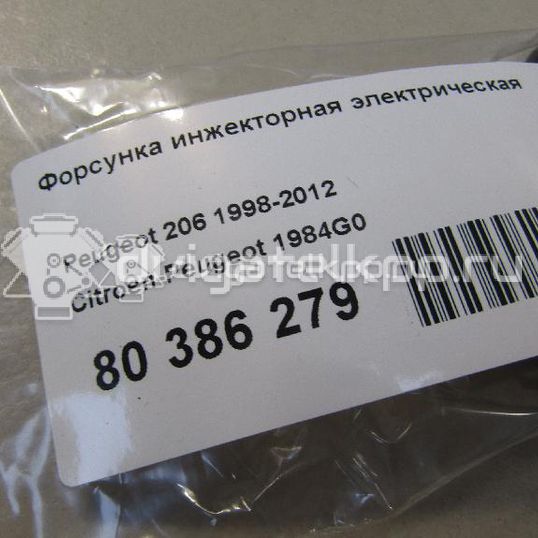 Форсунка инжекторная электрическая
Peugeot 206 1998-2012
Citroen Peugeot 1984G0
80 386 279